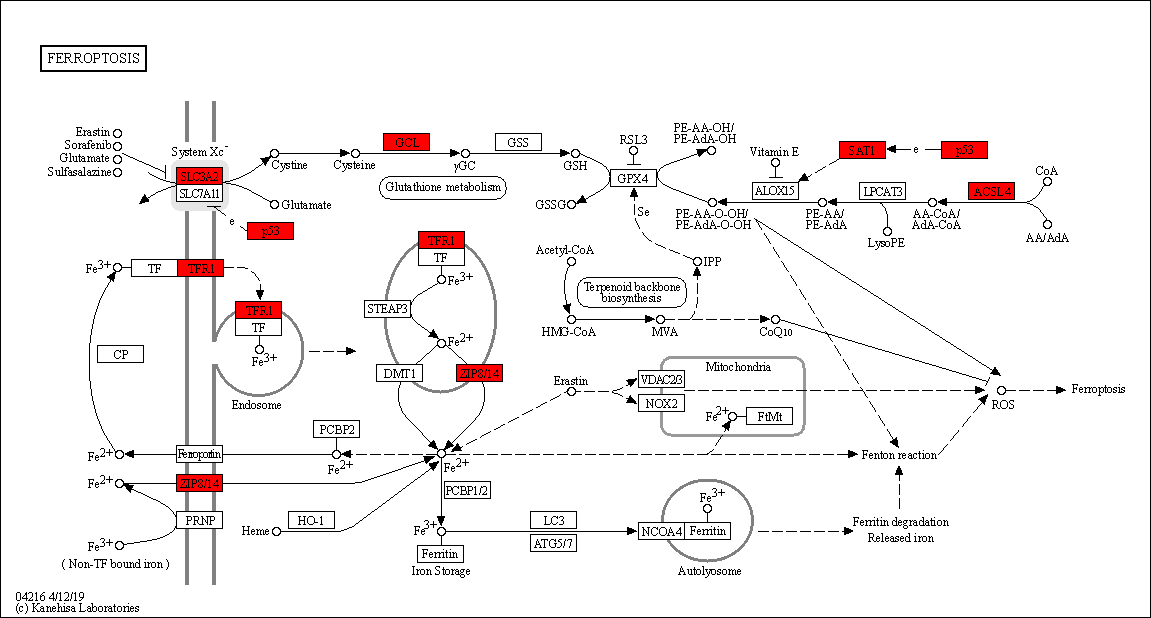 FERROPTOSIS
Erastin
Sorafenib
Glutamate
Sulfasalazine
System Xc-
SLC3A2
SLC7A11
e
p53
Cystine
Glutamate
Cysteine
GCL
γGC
Glutathione metabolism
GSS
GSH
GSSG
RSL3
GPX4
Se
PE-AA-OH/
PE-AdA-OH
PE-AA-O-OH/
PE-AdA-O-OH
Vitamin E
ALOX15
SAT1
e
p53
PE-AA/
PE-AdA
LPCAT3
LysoPE
AA-CoA/
AdA-CoA
ACSL4
CoA
AA/AdA
Fe3+
TF
TFR1
TFR1
TF
Fe3+
Endosome
CP
TFR1
TF
Fe3+
STEAP3
Fe2+
DMT1
ZIP8/14
Acetyl-CoA
Terpenoid backbone
biosynthesis
HMG-CoA
MVA
IPP
CoQ10
Erastin
VDAC2/3
NOX2
Mitochondria
Fe2+
FtMt
ROS
Ferroptosis
PCBP2
Fe2+
Ferroportin
Fe2+
Fe2+
Fenton reaction
Fe2+
ZIP8/14
PRNP
Fe3+
( Non-TF bound iron )
Heme
HO-1
PCBP1/2
Fe3+
Ferritin
Iron Storage
LC3
ATG5/7
Fe3+
NCOA4
Ferritin
Autolyosome
Ferritin degradation
Released iron
04216 4/12/19
(c) Kanehisa Laboratories